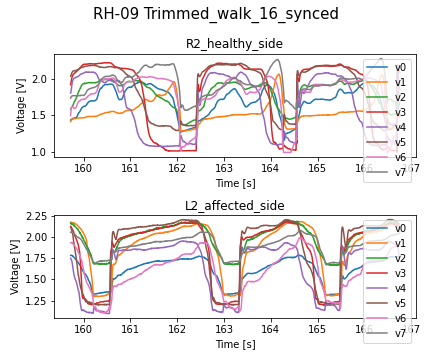 RH-09 Trimmed_walk_16_synced
R2_healthy_side
Voltage [V]
2.0
1.5
1.0
160
161
162
163
164
165
166
167
Time [s]
v0
v1
v2
v3
v4
v5
v6
v7
L2_affected_side
Voltage [V]
2.25
2.00
1.75
1.50
1.25
160
161
162
163
164
165
166
167
Time [s]
v0
v1
v2
v3
v4
v5
v6
v7